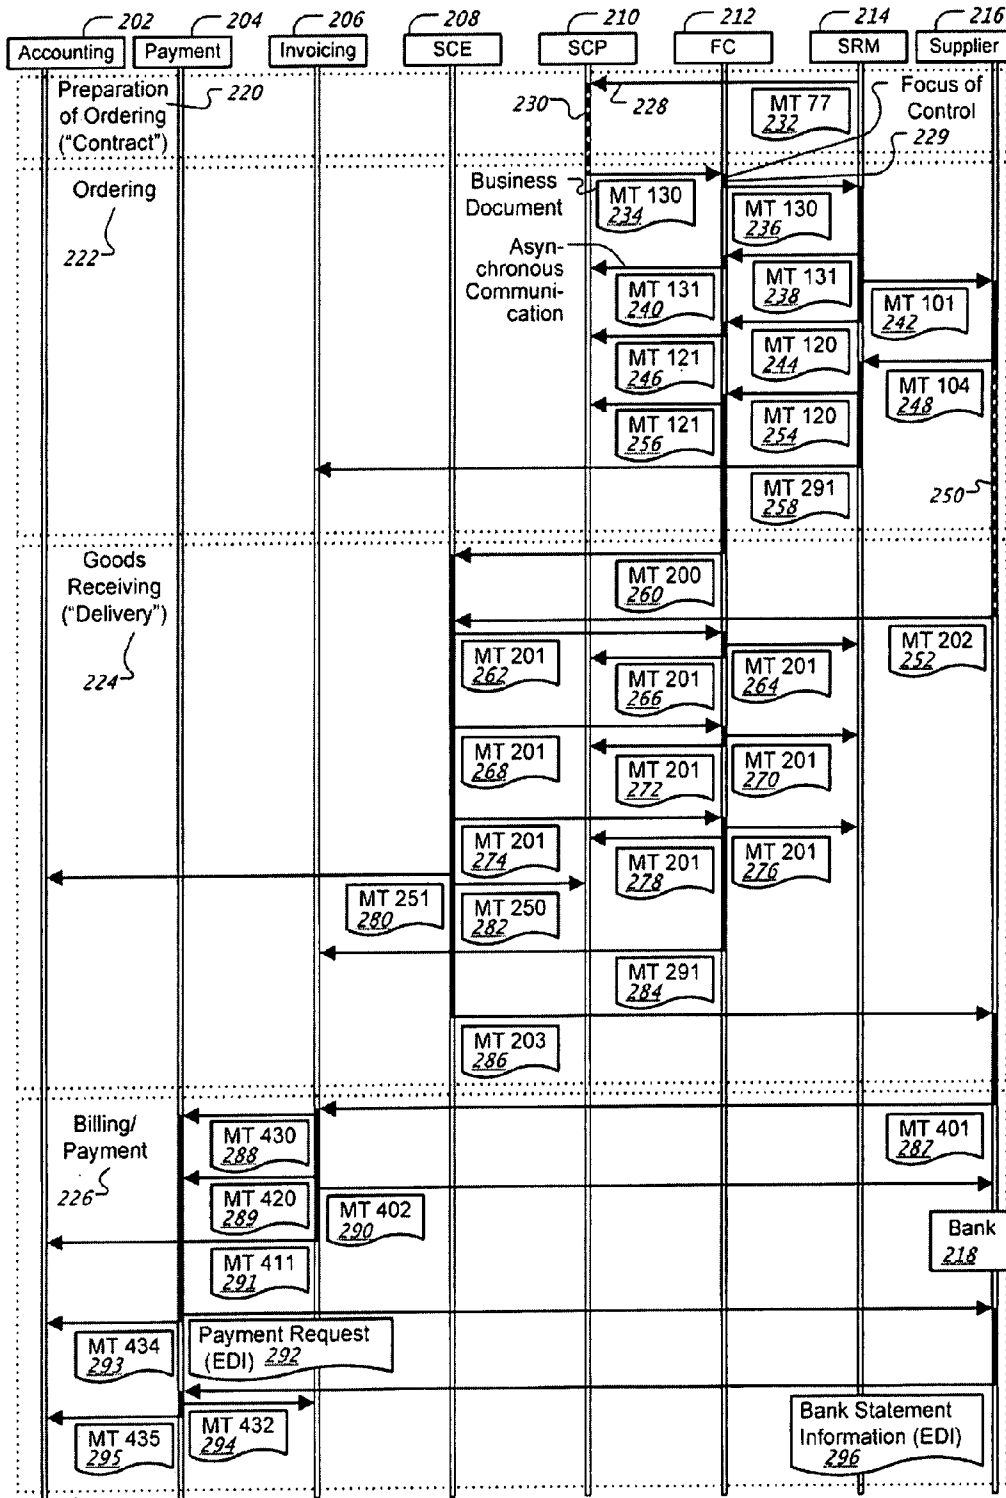 202 204 206 208 210 212 214 216
Accounting Payment Invoicing SCE SCP FC SRM Supplier
Preparation
of Ordering
("Contract")
220
230
228
MT 77
232
Focus of
Control
229
Ordering
222
Business
Document
MT 130
234
MT 130
236
Asyn-
chronous
Communi-
cation
MT 131
240
MT 131
238
MT 101
242
MT 121
246
MT 120
244
MT 104
248
MT 121
256
MT 120
254
MT 291
258
250
Goods
Receiving
("Delivery")
224
MT 200
260
MT 202
252
MT 201
262
MT 201
266
MT 201
264
MT 201
268
MT 201
272
MT 201
270
MT 201
274
MT 201
278
MT 201
276
MT 251
280
MT 250
282
MT 291
284
MT 203
286
Billing/
Payment
226
MT 430
288
MT 401
287
MT 420
289
MT 402
290
MT 411
291
Bank
218
MT 434
293
Payment Request
(EDI) 292
MT 435
295
MT 432
294
Bank Statement
Information (EDI)
296